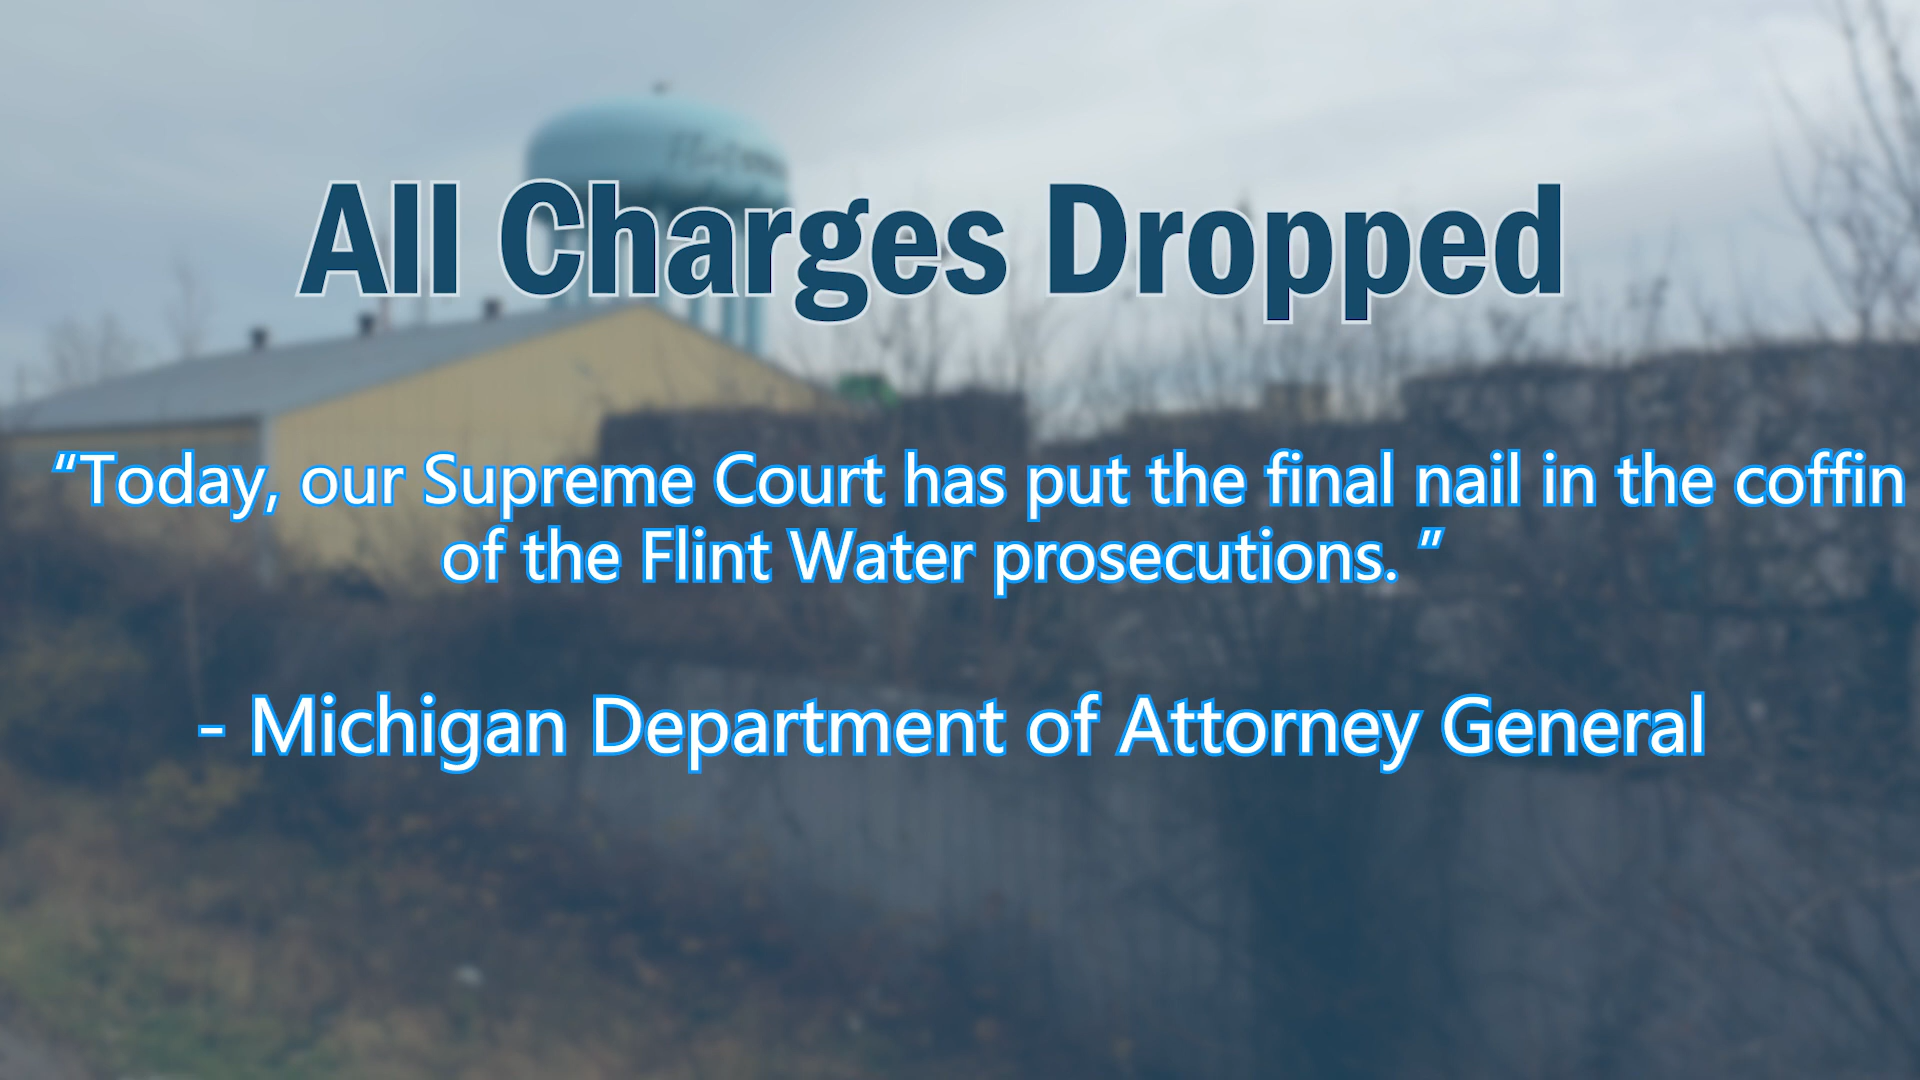 All Charges Dropped
“Today, our Supreme Court has put the final nail in the coffin
of the Flint Water prosecutions. ”
- Michigan Department of Attorney General